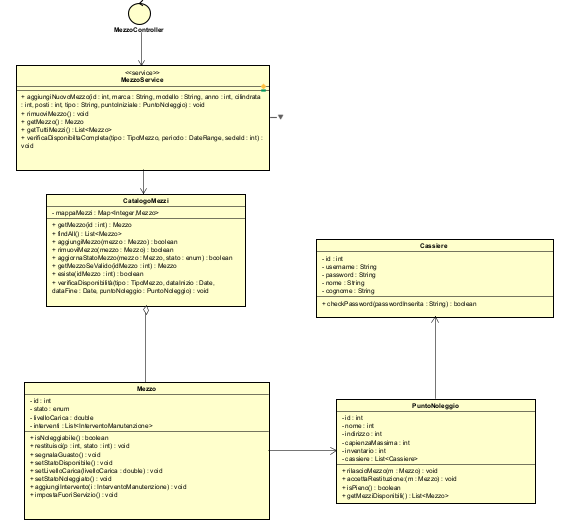 MezzoController
<<service>>
MezzoService
+ aggiungiNuovoMezzo(id : int, marca : String, modello : String, anno : int, cilindrata
: int, posti : int, tipo : String, puntoIniziale : PuntoNoleggio) : void
+ rimuoviMezzo() : void
+ getMezzo() : Mezzo
+ getTuttiMezzi() : List<Mezzo>
+ verificaDisponibilitaCompleta(tipo : TipoMezzo, periodo : DateRange, sedeId : int) :
void
CatalogoMezzi
- mappaMezzi : Map<Integer,Mezzo>
+ getMezzo(id : int) : Mezzo
+ findAll() : List<Mezzo>
+ aggiungiMezzo(mezzo : Mezzo) : boolean
+ rimuoviMezzo(mezzo : Mezzo) : boolean
+ aggiornaStatoMezzo(mezzo : Mezzo, stato : enum) : boolean
+ getMezzoSeValido(idMezzo : int) : Mezzo
+ esiste(idMezzo : int) : boolean
+ verificaDisponibilità(tipo : TipoMezzo, dataInizio : Date,
dataFine : Date, puntoNoleggio : PuntoNoleggio) : void
Cassiere
- id : int
- username : String
- password : String
- nome : String
- cognome : String
+ checkPassword(passwordInserita : String) : boolean
Mezzo
- id : int
- stato : enum
- livelloCarica : double
- interventi : List<InterventoManutenzione>
+ isNoleggiabile() : boolean
+ restituisci(p : int, stato : int) : void
+ segnalaGuasto() : void
+ setStatoDisponibile() : void
+ setLivelloCarica(livelloCarica : double) : void
+ setStatoNoleggiato() : void
+ aggiungiIntervento(i : InterventoManutenzione) : void
+ impostaFuoriServizio() : void
PuntoNoleggio
- id : int
- nome : int
- indirizzo : int
- capienzaMassima : int
- inventario : int
- cassiere : List<Cassiere>
+ rilascioMezzo(m : Mezzo) : void
+ accettaRestituzione(m : Mezzo) : void
+ isPieno() : boolean
+ getMezziDisponibili() : List<Mezzo>